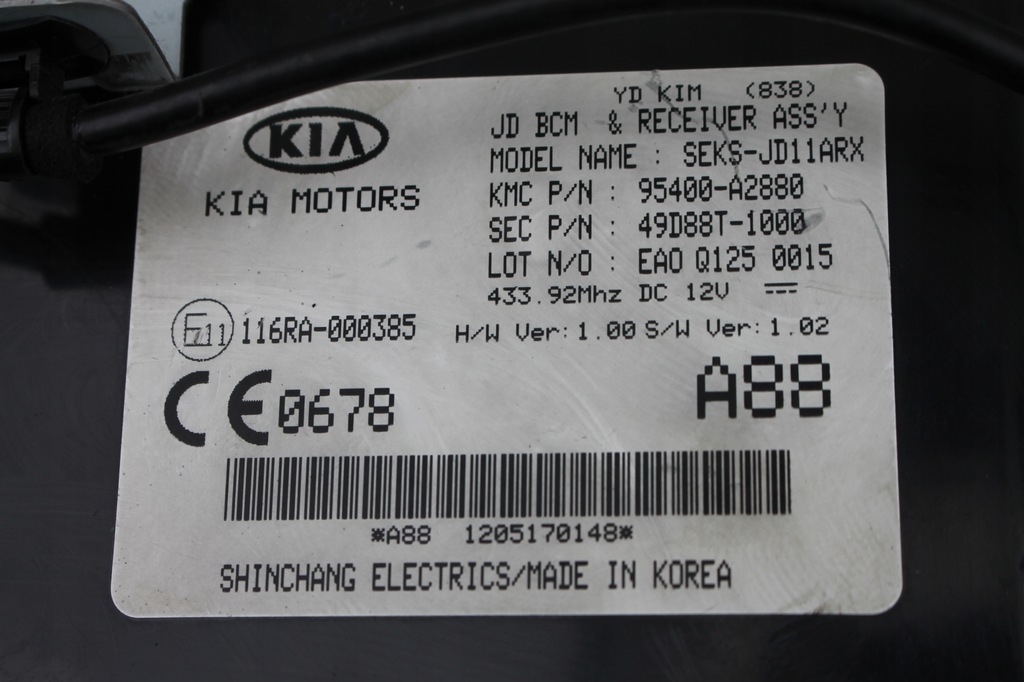 YD KIM (838)
KIA
JD BCM & RECEIVER ASS'Y
MODEL NAME : SEKS-JD11ARX
KIA MOTORS
KMC P/N : 95400-A2880
SEC P/N : 49D88T-1000
LOT N/O : EAO Q125 0015
433.92Mhz DC 12V
E11 116RA-000385
H/W Ver: 1.00 S/W Ver: 1.02
CE 0678
A88
*A88 1205170148*
SHINCHANG ELECTRICS/MADE IN KOREA